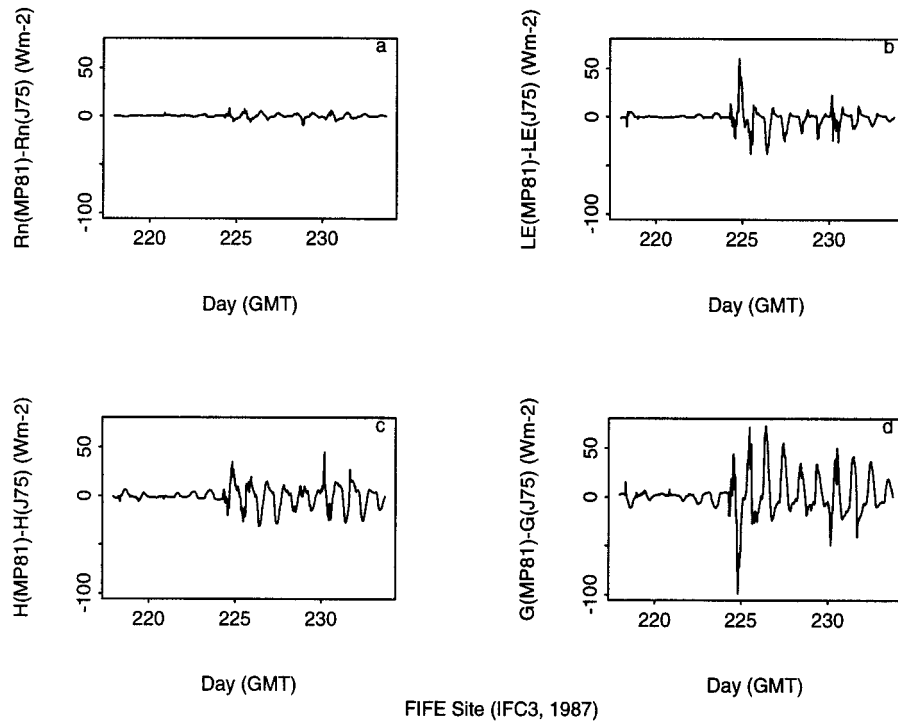 Rn(MP81)-Rn(J75) (Wm-2)
50
0
-100
a
220
225
230
Day (GMT)
LE(MP81)-LE(J75) (Wm-2)
50
0
-100
b
220
225
230
Day (GMT)
H(MP81)-H(J75) (Wm-2)
50
0
-100
c
220
225
230
Day (GMT)
G(MP81)-G(J75) (Wm-2)
50
0
-100
d
220
225
230
Day (GMT)
FIFE Site (IFC3, 1987)